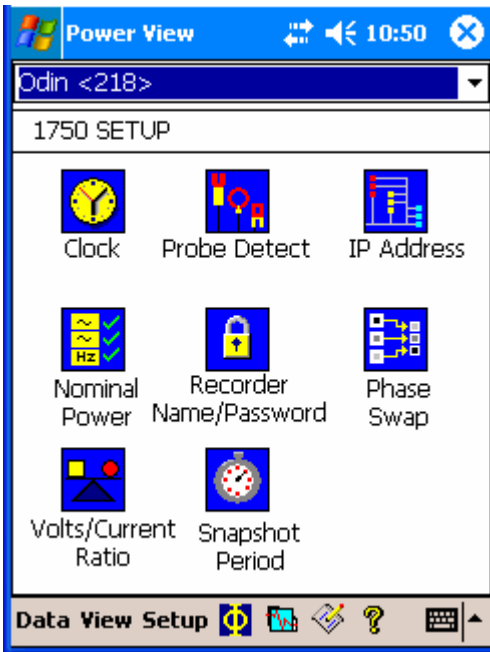 Power View 10:50
Odin <218>
1750 SETUP
Clock Probe Detect IP Address
Hz
Nominal Power
Recorder Name/Password
Phase Swap
Volts/Current Ratio
Snapshot Period
Data View Setup Φ ?